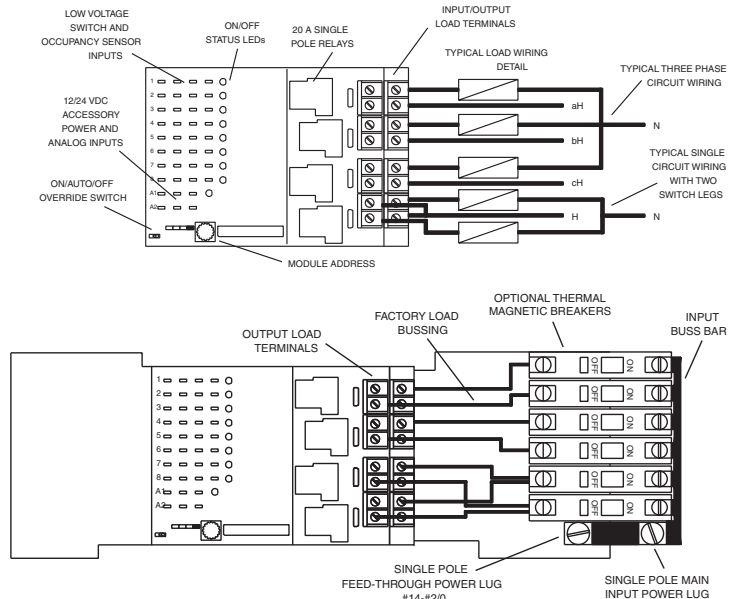 LOW VOLTAGE
SWITCH AND
OCCUPANCY SENSOR
INPUTS
ON/OFF
STATUS LEDs
20 A SINGLE
POLE RELAYS
INPUT/OUTPUT
LOAD TERMINALS
TYPICAL LOAD WIRING
DETAIL
TYPICAL THREE PHASE
CIRCUIT WIRING
12/24 VDC
ACCESSORY
POWER AND
ANALOG INPUTS
ON/AUTO/OFF
OVERRIDE SWITCH
1
2
3
4
5
6
7
8
A1
A2
aH
N
bH
cH
H
N
TYPICAL SINGLE
CIRCUIT WIRING
WITH TWO
SWITCH LEGS
MODULE ADDRESS
OUTPUT LOAD
TERMINALS
FACTORY LOAD
BUSSING
OPTIONAL THERMAL
MAGNETIC BREAKERS
INPUT
BUSS BAR
1
2
3
4
5
6
7
8
A1
A2
OFF ON
OFF ON
OFF ON
OFF ON
OFF ON
OFF ON
SINGLE POLE
FEED-THROUGH POWER LUG
#14-#2/0
SINGLE POLE MAIN
INPUT POWER LUG